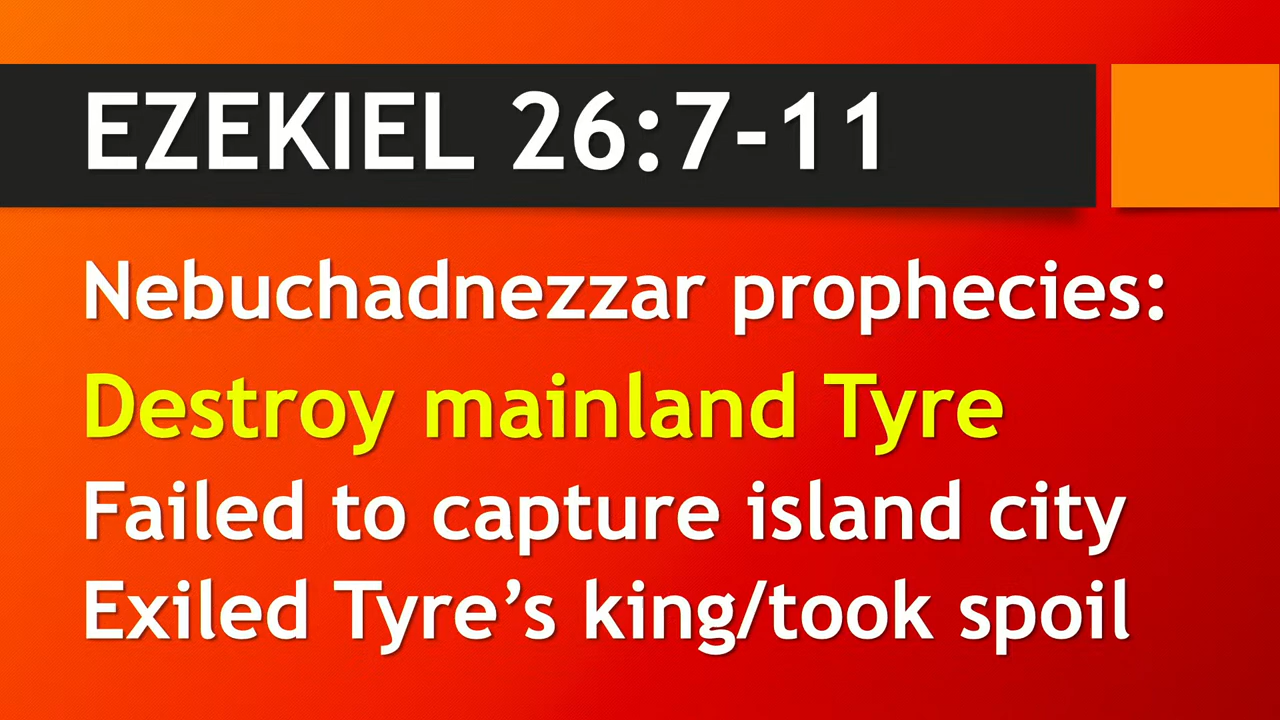 EZEKIEL 26:7-11
Nebuchadnezzar prophecies:
Destroy mainland Tyre
Failed to capture island city
Exiled Tyre’s king/took spoil